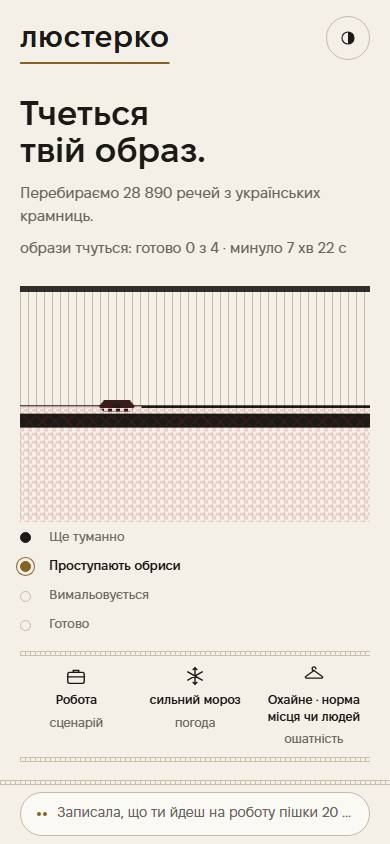 люстерко
Тчеться
твій образ.
Перебираємо 28 890 речей з українських
крамниць.
образи тчуться: готово 0 з 4 · минуло 7 хв 22 с
Ще туманно
Проступають обриси
Вимальовується
Готово
Робота
сценарій
сильний мороз
погода
Охайне · норма
місця чи людей
ошатність
Записала, що ти йдеш на роботу пішки 20 ...